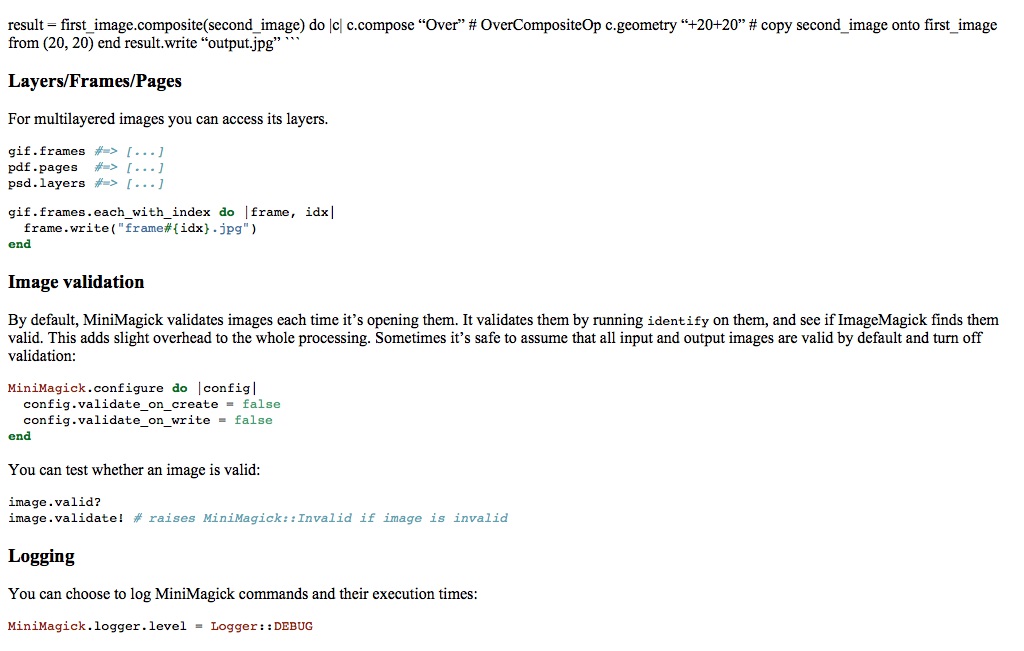 result = first_image.composite(second_image) do |c| c.compose “Over” # OverCompositeOp c.geometry “+20+20” # copy second_image onto first_image
from (20, 20) end result.write “output.jpg” ```
Layers/Frames/Pages
For multilayered images you can access its layers.
gif.frames #=> [...]
pdf.pages  #=> [...]
psd.layers #=> [...]
gif.frames.each_with_index do |frame, idx|
  frame.write("frame#{idx}.jpg")
end
Image validation
By default, MiniMagick validates images each time it’s opening them. It validates them by running identify on them, and see if ImageMagick finds them
valid. This adds slight overhead to the whole processing. Sometimes it’s safe to assume that all input and output images are valid by default and turn off
validation:
MiniMagick.configure do |config|
  config.validate_on_create = false
  config.validate_on_write = false
end
You can test whether an image is valid:
image.valid?
image.validate! # raises MiniMagick::Invalid if image is invalid
Logging
You can choose to log MiniMagick commands and their execution times:
MiniMagick.logger.level = Logger::DEBUG